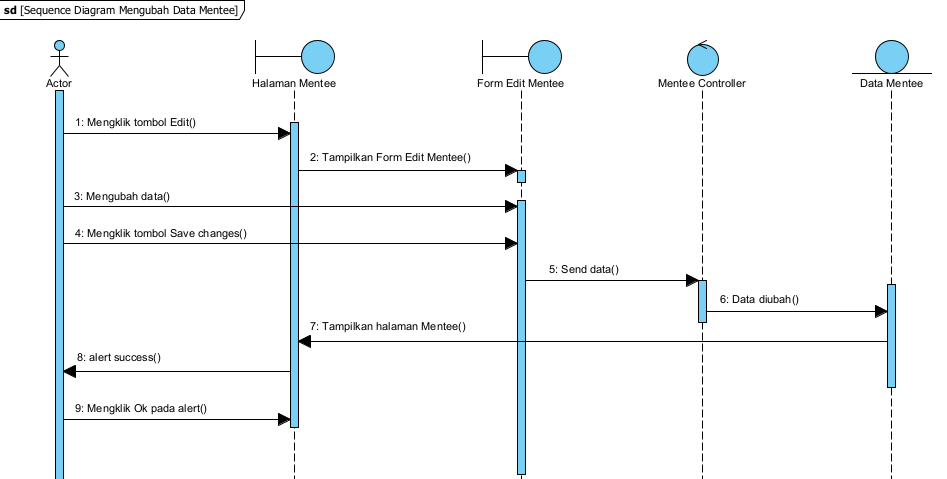 sd [Sequence Diagram Mengubah Data Mentee]
Actor
Halaman Mentee
Form Edit Mentee
Mentee Controller
Data Mentee
1: Mengklik tombol Edit()
2: Tampilkan Form Edit Mentee()
3: Mengubah data()
4: Mengklik tombol Save changes()
5: Send data()
6: Data diubah()
7: Tampilkan halaman Mentee()
8: alert success()
9: Mengklik Ok pada alert()